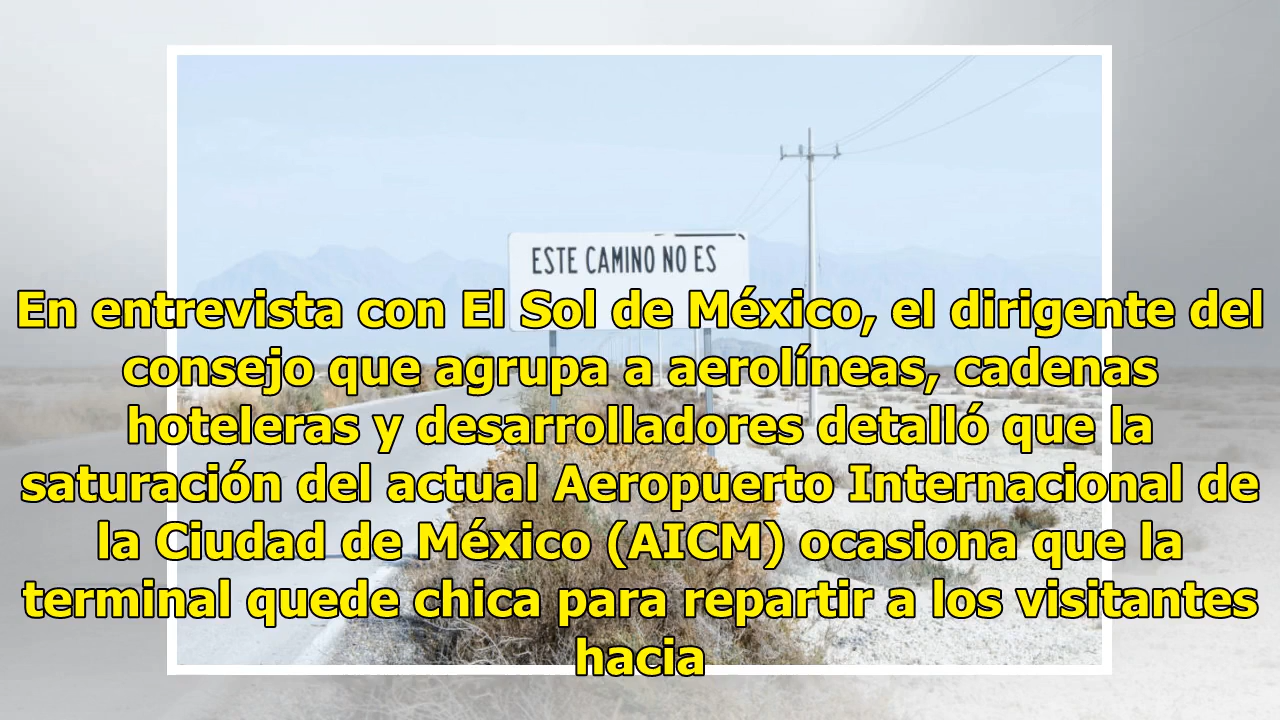 ESTE CAMINO NO ES
En entrevista con El Sol de México, el dirigente del
consejo que agrupa a aerolíneas, cadenas
hoteleras y desarrolladores detalló que la
saturación del actual Aeropuerto Internacional de
la Ciudad de México (AICM) ocasiona que la
terminal quede chica para repartir a los visitantes
hacia